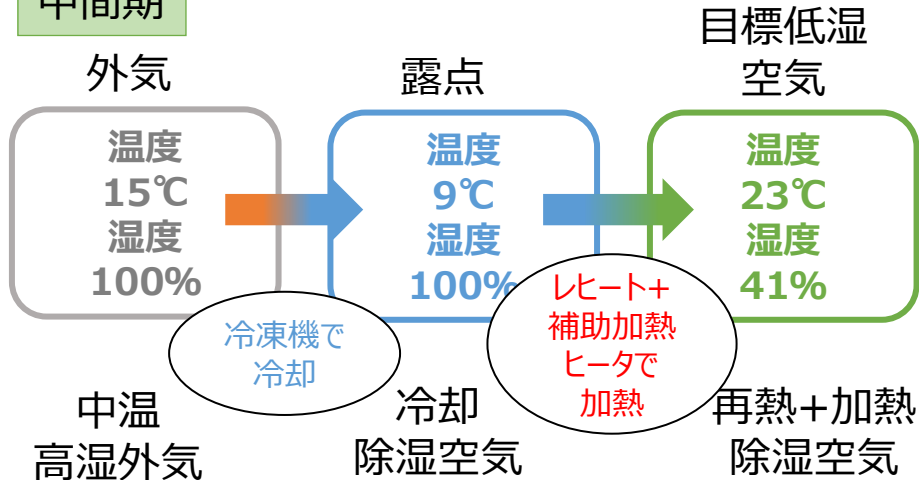 中間期
外気
温度
15℃
湿度
100%
中温
高湿外気
冷凍機で
冷却
露点
温度
9℃
湿度
100%
冷却
除湿空気
レヒート+
補助加熱
ヒータで
加熱
目標低湿
空気
温度
23℃
湿度
41%
再熱+加熱
除湿空気